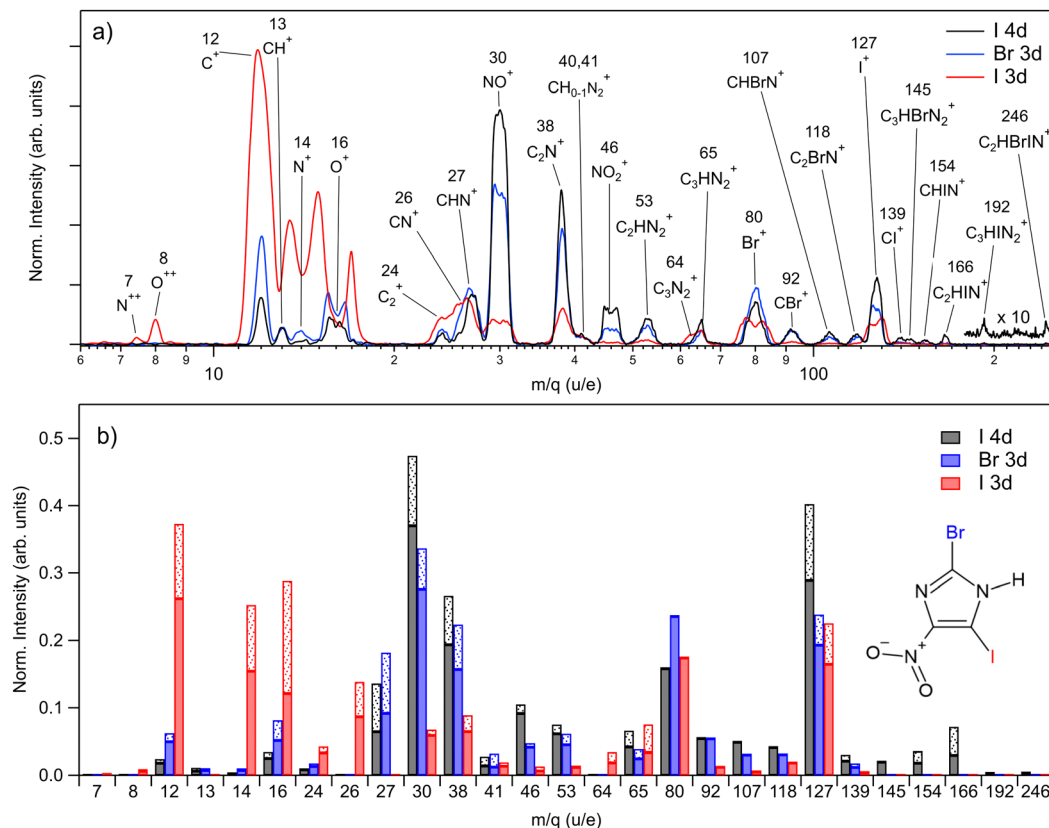 a)
12
C+
13
CH+
14
N+
16
O+
7
N++
8
O++
24
C2+
26
CN+
27
CHN+
30
NO+
38
C2N+
40,41
CH0-1N2+
46
NO2+
53
C2HN2+
64
C3N2+
65
C3HN2+
80
Br+
92
CBr+
107
CHBrN+
118
C2BrN+
127
I+
139
CI+
145
C3HBrN2+
154
CHIN+
166
C2HIN+
192
C3HIN2+
246
C2HBrIN+
x 10
I 4d
Br 3d
I 3d
Norm. Intensity (arb. units)
6 7 8 9 10 2 3 4 5 6 7 8 9 100 2
m/q (u/e)
b)
I 4d
Br 3d
I 3d
Br
N
N
H
I
N+
O−
O
Norm. Intensity (arb. units)
0.5
0.4
0.3
0.2
0.1
0.0
7 8 12 13 14 16 24 26 27 30 38 41 46 53 64 65 80 92 107 118 127 139 145 154 166 192 246
m/q (u/e)